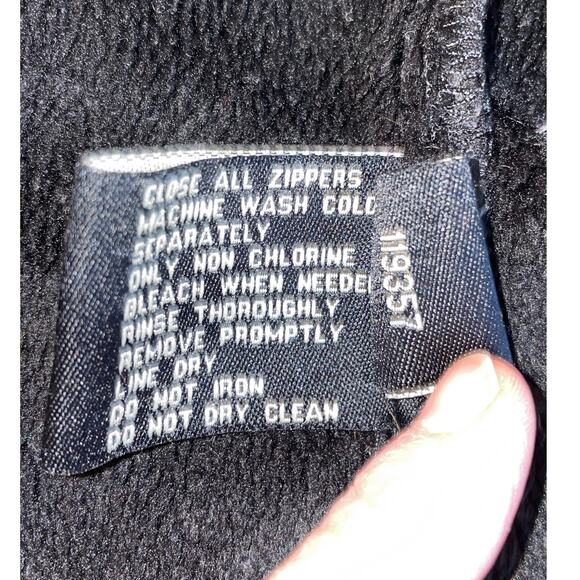 CLOSE ALL ZIPPERS
MACHINE WASH COLD
SEPARATELY
ONLY NON CHLORINE
BLEACH WHEN NEEDED
RINSE THOROUGHLY
REMOVE PROMPTLY
LINE DRY
DO NOT IRON
DO NOT DRY CLEAN
119357